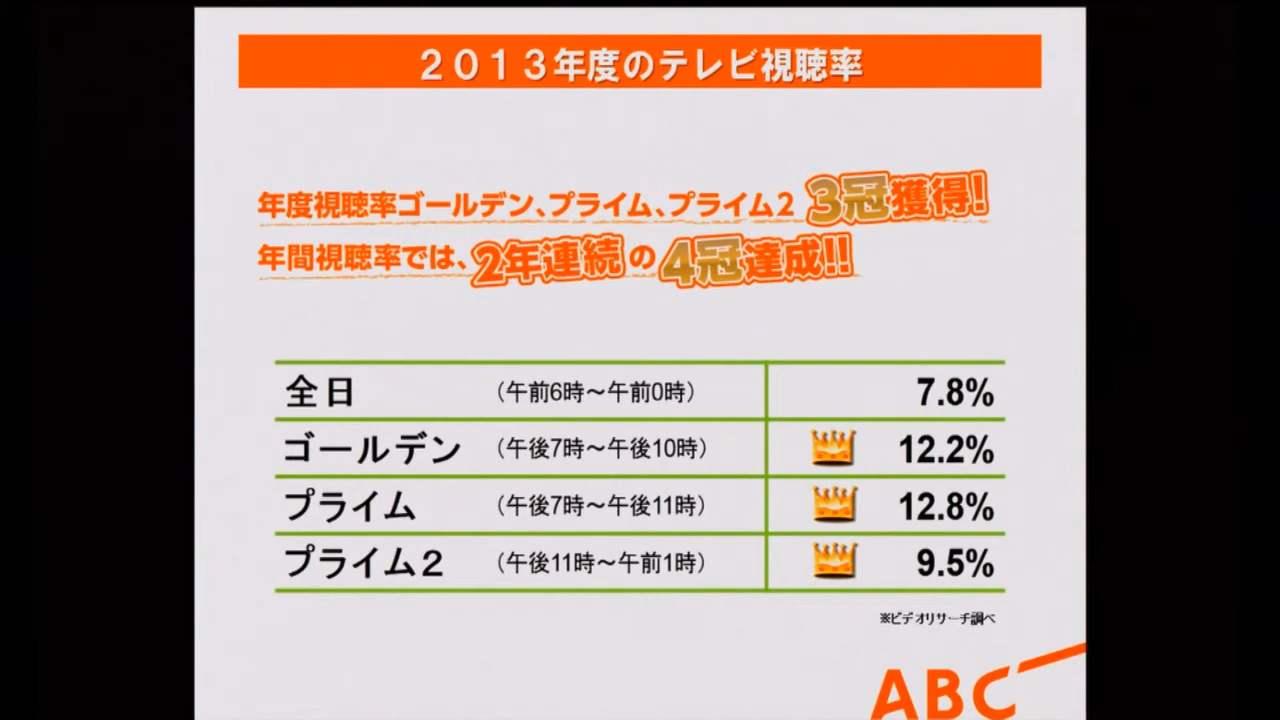 ２０１３年度のテレビ視聴率
年度視聴率ゴールデン、プライム、プライム2 3冠獲得!
年間視聴率では、2年連続の4冠達成!!
全日 （午前6時～午前0時） 7.8%
ゴールデン （午後7時～午後10時） 12.2%
プライム （午後7時～午後11時） 12.8%
プライム２ （午後11時～午前1時） 9.5%
※ビデオリサーチ調べ
ABC